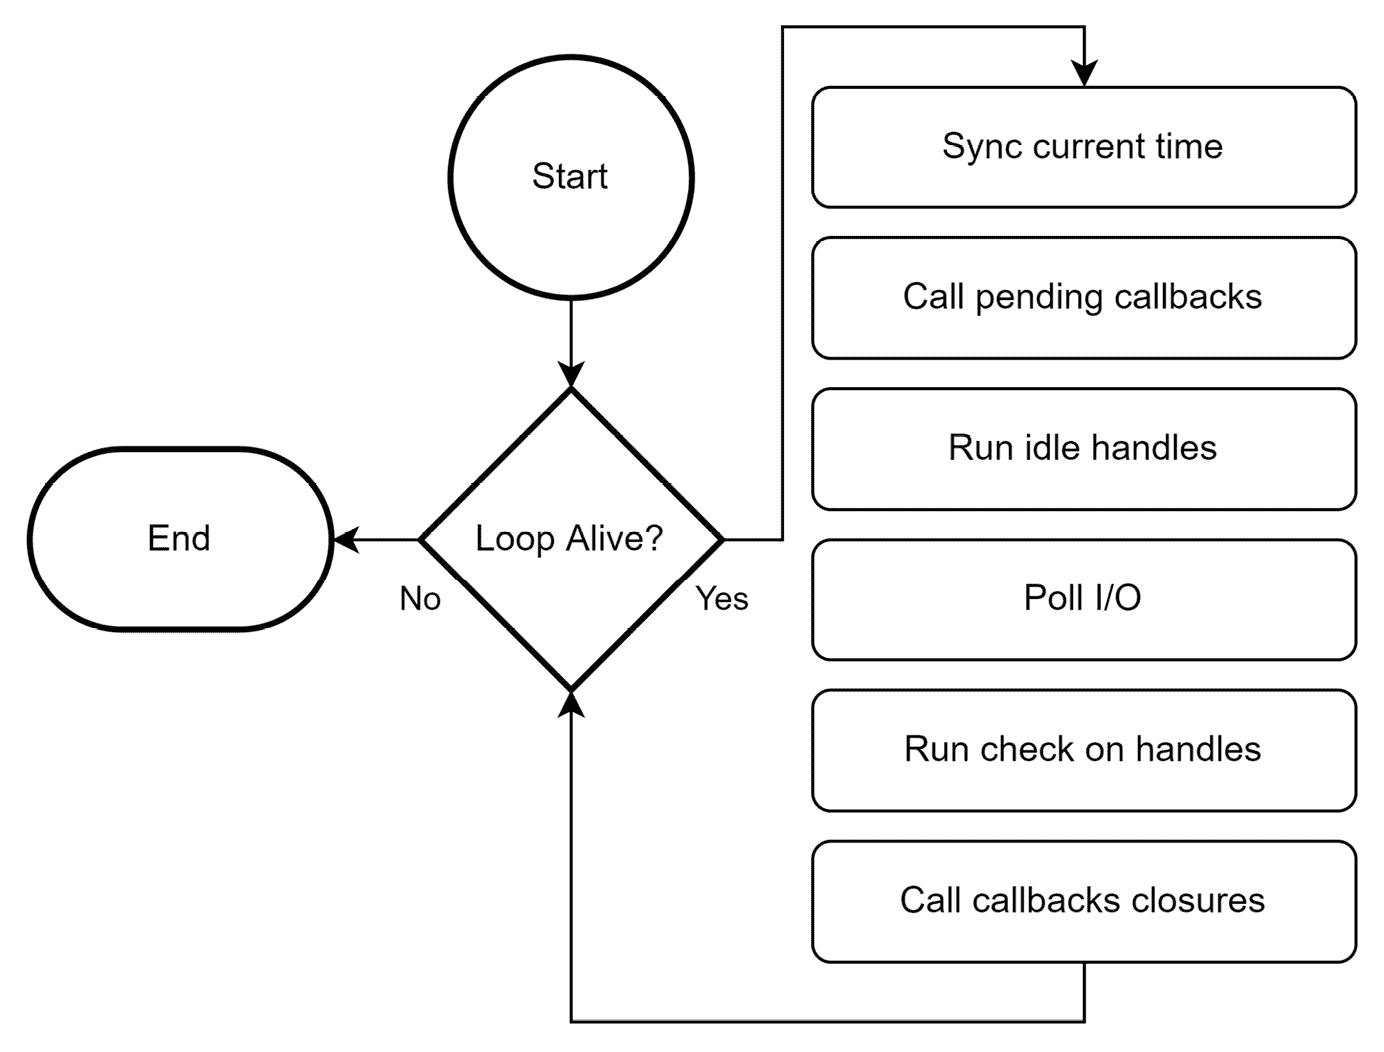 Start
Loop Alive?
No
Yes
End
Sync current time
Call pending callbacks
Run idle handles
Poll I/O
Run check on handles
Call callbacks closures